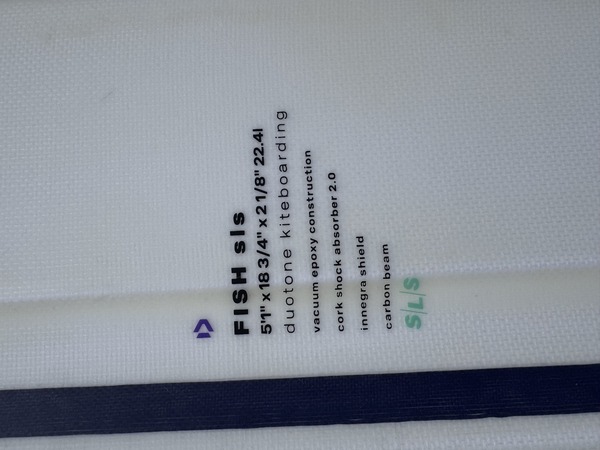 FISH sls
5'1" x 18 3/4" x 2 1/8" 22.4l
duotone kiteboarding
vacuum epoxy construction
cork shock absorber 2.0
innegra shield
carbon beam
S/L/S